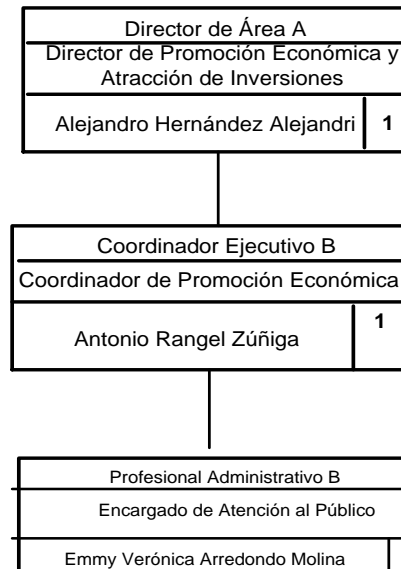 Director de Área A
Director de Promoción Económica y
Atracción de Inversiones
Alejandro Hernández Alejandri 1
Coordinador Ejecutivo B
Coordinador de Promoción Económica
Antonio Rangel Zúñiga 1
Profesional Administrativo B
Encargado de Atención al Público
Emmy Verónica Arredondo Molina